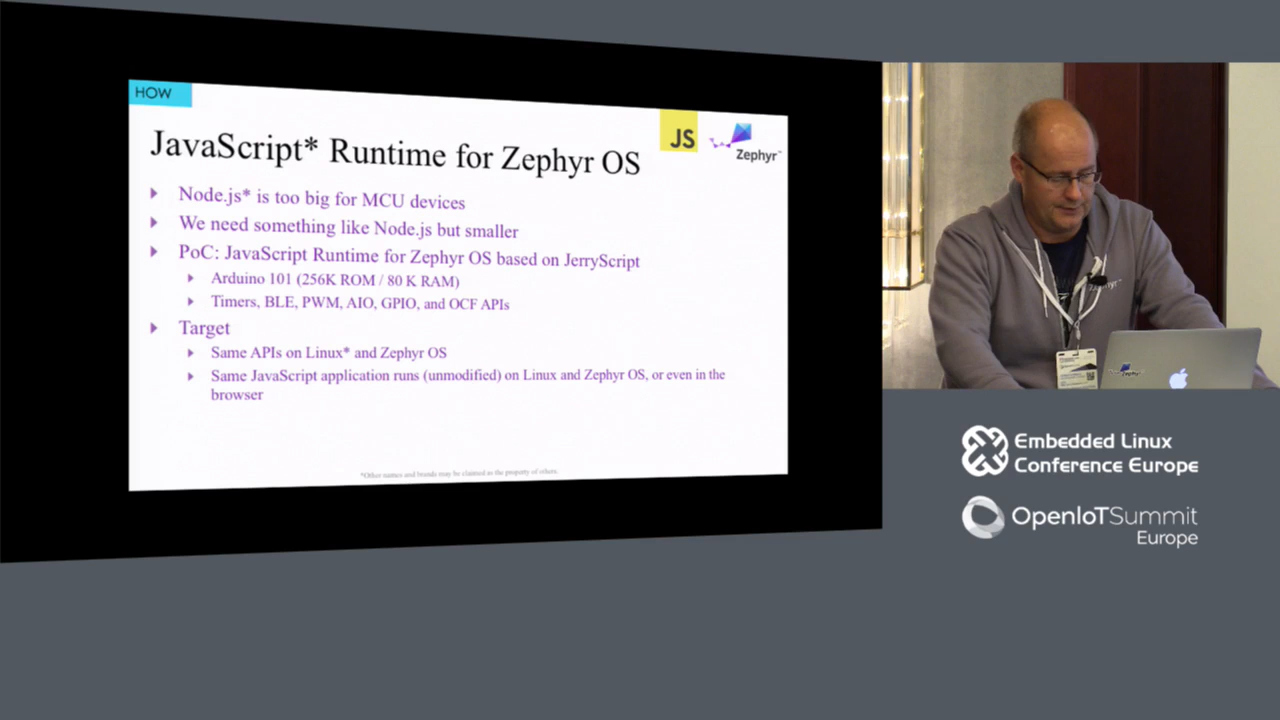 HOW
JS
Zephyr™
JavaScript* Runtime for Zephyr OS
Node.js* is too big for MCU devices
We need something like Node.js but smaller
PoC: JavaScript Runtime for Zephyr OS based on JerryScript
Arduino 101 (256K ROM / 80 K RAM)
Timers, BLE, PWM, AIO, GPIO, and OCF APIs
Target
Same APIs on Linux* and Zephyr OS
Same JavaScript application runs (unmodified) on Linux and Zephyr OS, or even in the
browser
*Other names and brands may be claimed as the property of others.
Embedded Linux
Conference Europe
OpenIoTSummit
Europe